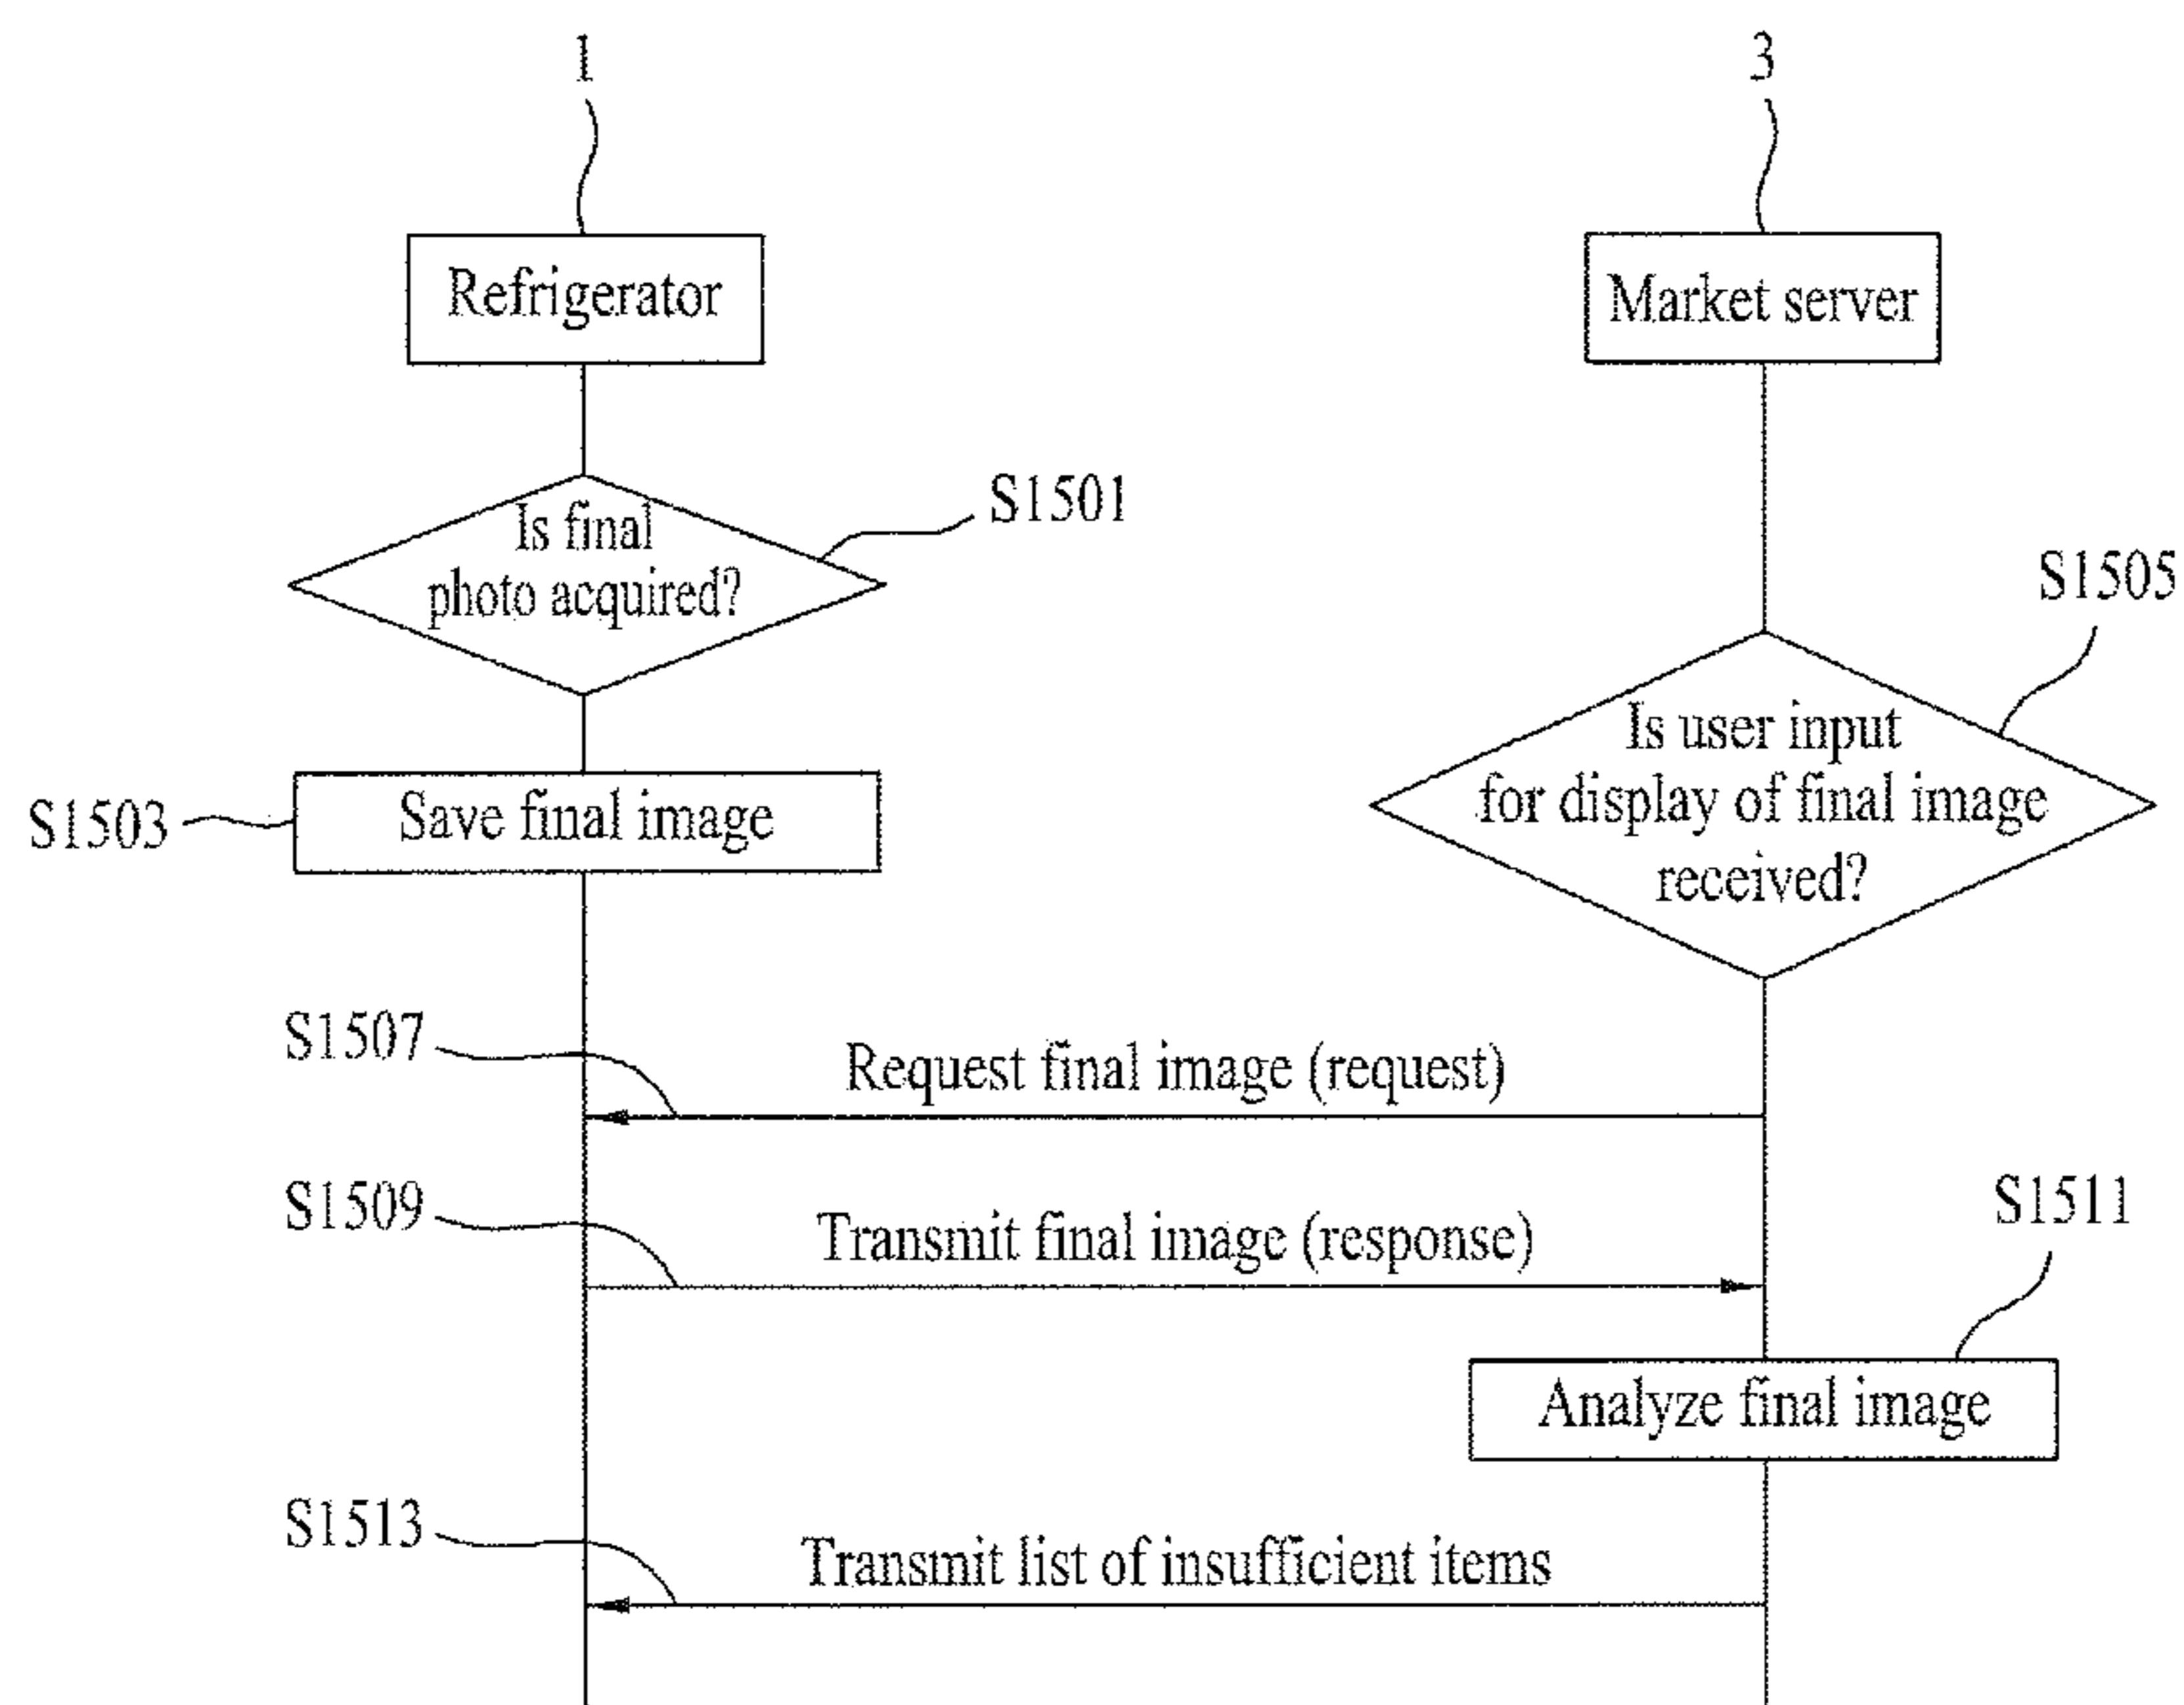 1
3
Refrigerator
Market server
Is final
photo acquired?
S1501
S1505
Is user input
for display of final image
received?
S1503
Save final image
S1507
Request final image (request)
S1509
Transmit final image (response)
S1511
Analyze final image
S1513
Transmit list of insufficient items